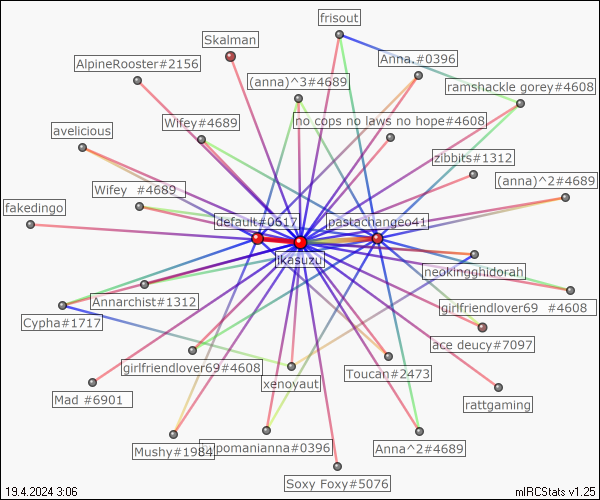 frisout
Skalman
Anna.#0396
AlpineRooster#2156
(anna)^3#4689
ramshackle gorey#4608
no cops no laws no hope#4608
Wifey#4689
avelicious
zibbits#1312
(anna)^2#4689
Wifey #4689
fakedingo
default#0617
pastachangeo41
ikasuzu
neokingghidorah
Annarchist#1312
girlfriendlover69 #4608
Cypha#1717
ace deucy#7097
girlfriendlover69#4608
Toucan#2473
xenoyaut
Mad #6901
rattgaming
Mushy#1984
pomanianna#0396
Anna^2#4689
Soxy Foxy#5076
19.4.2024 3:06
mIRCStats v1.25